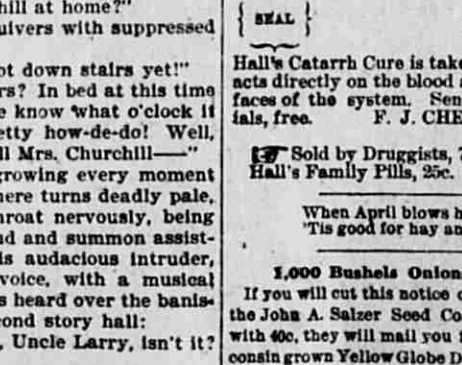 hill at home?"
uivers with suppressed
ot down stairs yet!"
rs? In bed at this time
e know what o'clock it
etty how-de-do! Well,
ll Mrs. Churchill—"
growing every moment
here turns deadly pale,
hroat nervously, being
nd and summon assist-
is audacious intruder,
voice, with a musical
s heard over the banis-
cond story hall:
, Uncle Larry, isn't it?
{ SEAL }
Hall's Catarrh Cure is take
acts directly on the blood
faces of the system. Sen
ials, free. F. J. CHE
☞ Sold by Druggists, 7
Hall's Family Pills, 25c.
When April blows h
'Tis good for hay an
1,000 Bushels Onion
If you will cut this notice o
the John A. Salzer Seed Co
with 40c, they will mail you
consin grown Yellow Globe D